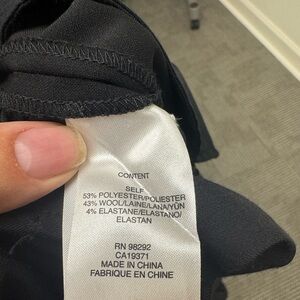 CONTENT
SELF
53% POLYESTER/POLIESTER
43% WOOL/LAINE/LANA/YÜN
4% ELASTANE/ELASTANO/
ELASTAN
RN 98292
CA19371
MADE IN CHINA
FABRIQUE EN CHINE